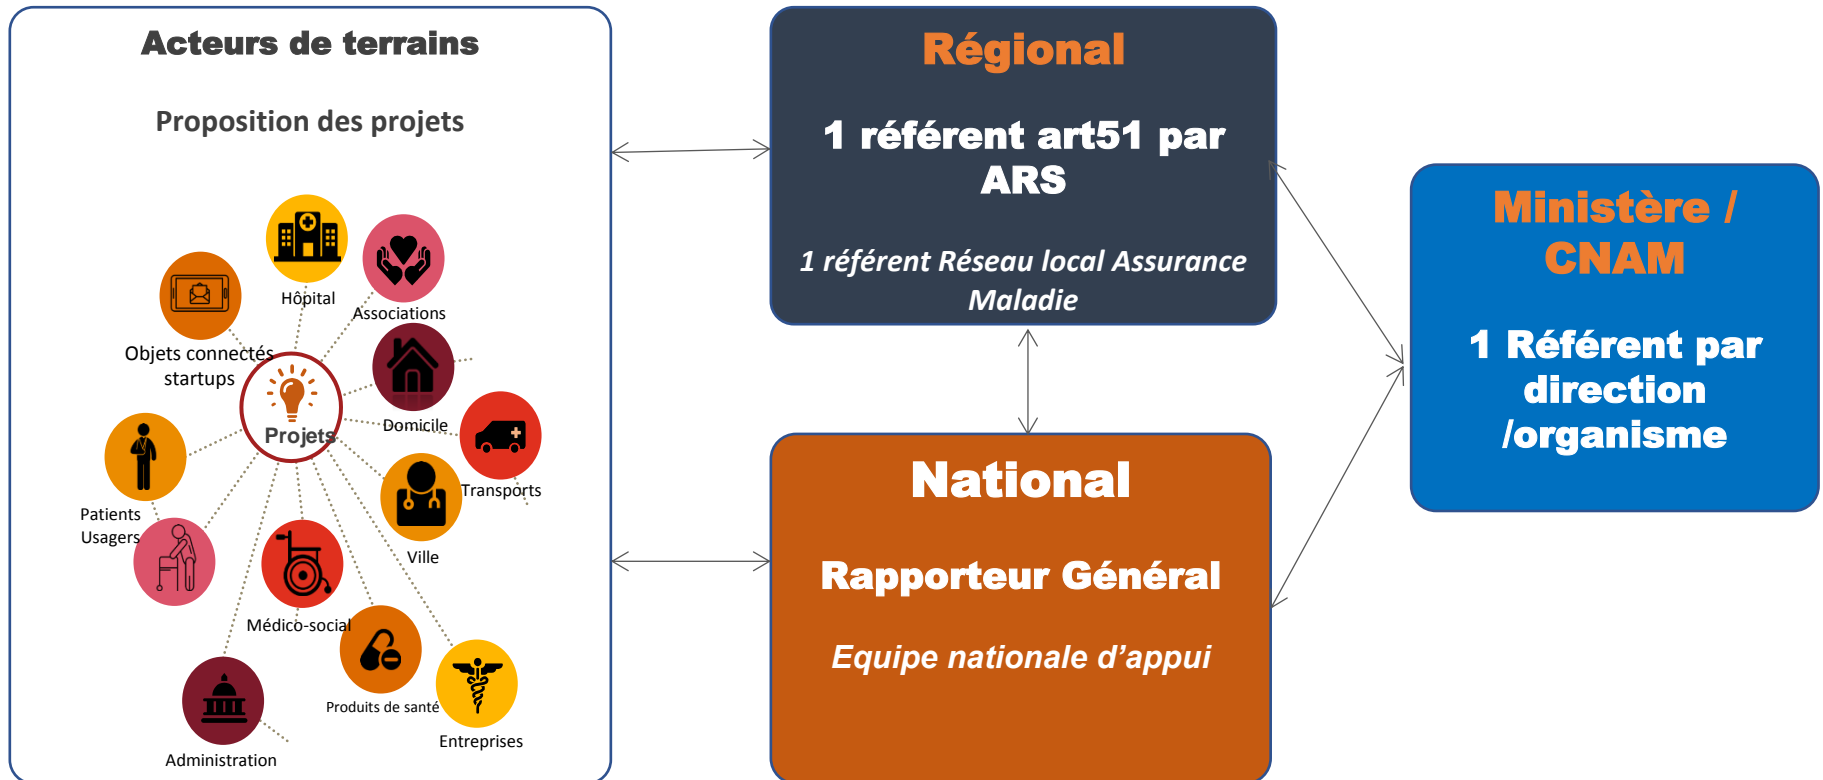 Acteurs de terrains
Proposition des projets
Hôpital
Associations
Objets connectés
startups
Projets
Domicile
Transports
Patients
Usagers
Ville
Médico-social
Produits de santé
Entreprises
Administration
Régional
1 référent art51 par
ARS
1 référent Réseau local Assurance
Maladie
National
Rapporteur Général
Equipe nationale d’appui
Ministère /
CNAM
1 Référent par
direction
/organisme